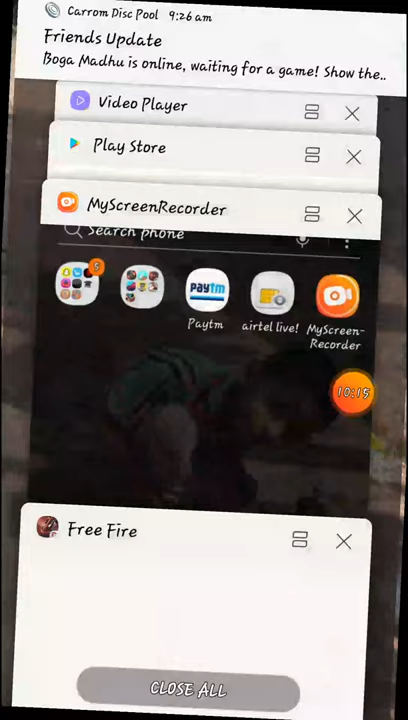 Carrom Disc Pool 9:26 am
Friends Update
Boga Madhu is online, waiting for a game! Show the..
Video Player
Play Store
MyScreenRecorder
Search phone
5
paytm
Paytm
airtel live!
MyScreen-
Recorder
10:15
Free Fire
CLOSE ALL